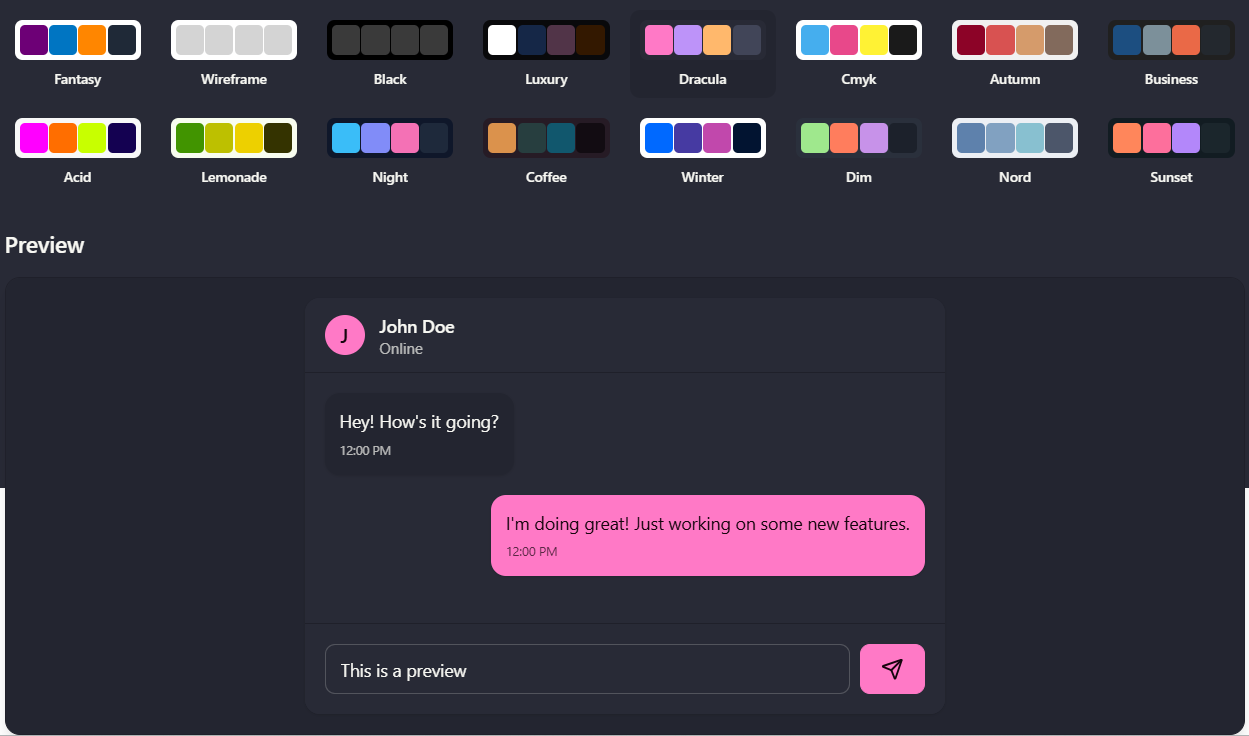 Fantasy Wireframe Black Luxury Dracula Cmyk Autumn Business
Acid Lemonade Night Coffee Winter Dim Nord Sunset
Preview
J
John Doe
Online
Hey! How's it going?
12:00 PM
I'm doing great! Just working on some new features.
12:00 PM
This is a preview